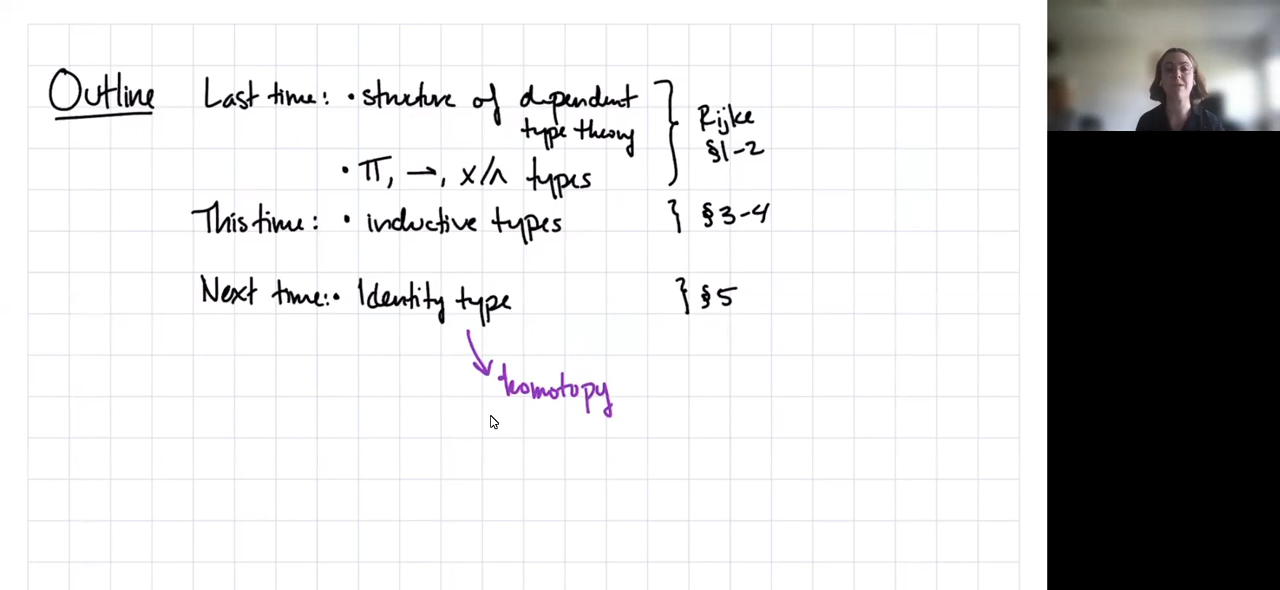 Outline Last time: • structure of dependent
type theory
Rijke
§1-2
• Π, →, ×/∧ types
This time: • inductive types } §3-4
Next time: • Identity type } §5
homotopy